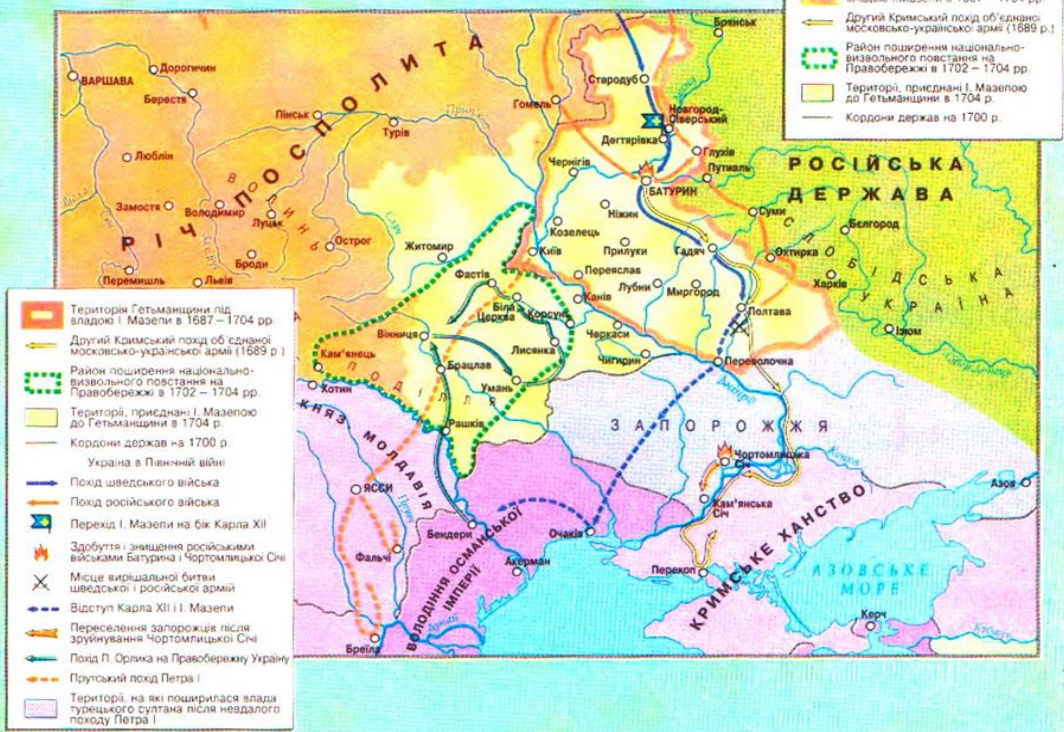 Другий Кримський похід об'єднаної
московсько-української армії (1689 р.)
Район поширення національно-
визвольного повстання на
Правобережжі в 1702 – 1704 рр.
Території, приєднані І. Мазепою
до Гетьманщини в 1704 р.
Кордони держав на 1700 р.
РІЧ ПОСПОЛИТА
ВАРШАВА
Дорогичин
Берестя
Пінськ
Турів
Прип'ять
Гомель
Стародуб
Брянськ
Новгород-
Сіверський
Дегтярівка
Глухів
Путивль
БАТУРИН
Чернігів
РОСІЙСЬКА
ДЕРЖАВА
Люблін
Замостя
Володимир
Луцьк
ВОЛИНЬ
Острог
Броди
Перемишль
Львів
Житомир
Случ
Київ
Козелець
Ніжин
Прилуки
Переяслав
Лубни
Миргород
Гадяч
Суми
Охтирка
Бєлгород
Харків
Ізюм
СЛОБІДСЬКА
УКРАЇНА
Полтава
Переволочна
Фастів
Біла
Церква
Корсунь
Канів
Черкаси
Чигирин
Лисянка
Вінниця
Брацлав
Умань
Кам'янець
Хотин
ПОДІЛЛЯ
Рашків
КНЯЗ. МОЛДАВІЯ
ЯССИ
Фальчі
Бендери
Акерман
Бреїла
Дунай
ВОЛОДІННЯ ОСМАНСЬКОЇ
ІМПЕРІЇ
Очаків
ЗАПОРОЖЖЯ
Дніпро
Чортомлицька
Січ
Кам'янська
Січ
Перекоп
КРИМСЬКЕ ХАНСТВО
Азов
АЗОВСЬКЕ
МОРЕ
Керч
Кубань
Територія Гетьманщини під
владою І. Мазепи в 1687 – 1704 рр.
Другий Кримський похід об'єднаної
московсько-української армії (1689 р.)
Район поширення національно-
визвольного повстання на
Правобережжі в 1702 – 1704 рр.
Території, приєднані І. Мазепою
до Гетьманщини в 1704 р.
Кордони держав на 1700 р.
Україна в Північній війні
Похід шведського війська
Похід російського війська
Перехід І. Мазепи на бік Карла XII
Здобуття і знищення російськими
військами Батурина і Чортомлицької Січі
Місце вирішальної битви
шведської і російської армій
Відступ Карла XII і І. Мазепи
Переселення запорожців після
зруйнування Чортомлицької Січі
Похід П. Орлика на Правобережну Україну
Прутський похід Петра І
Території, на які поширилася влада
турецького султана після невдалого
походу Петра І